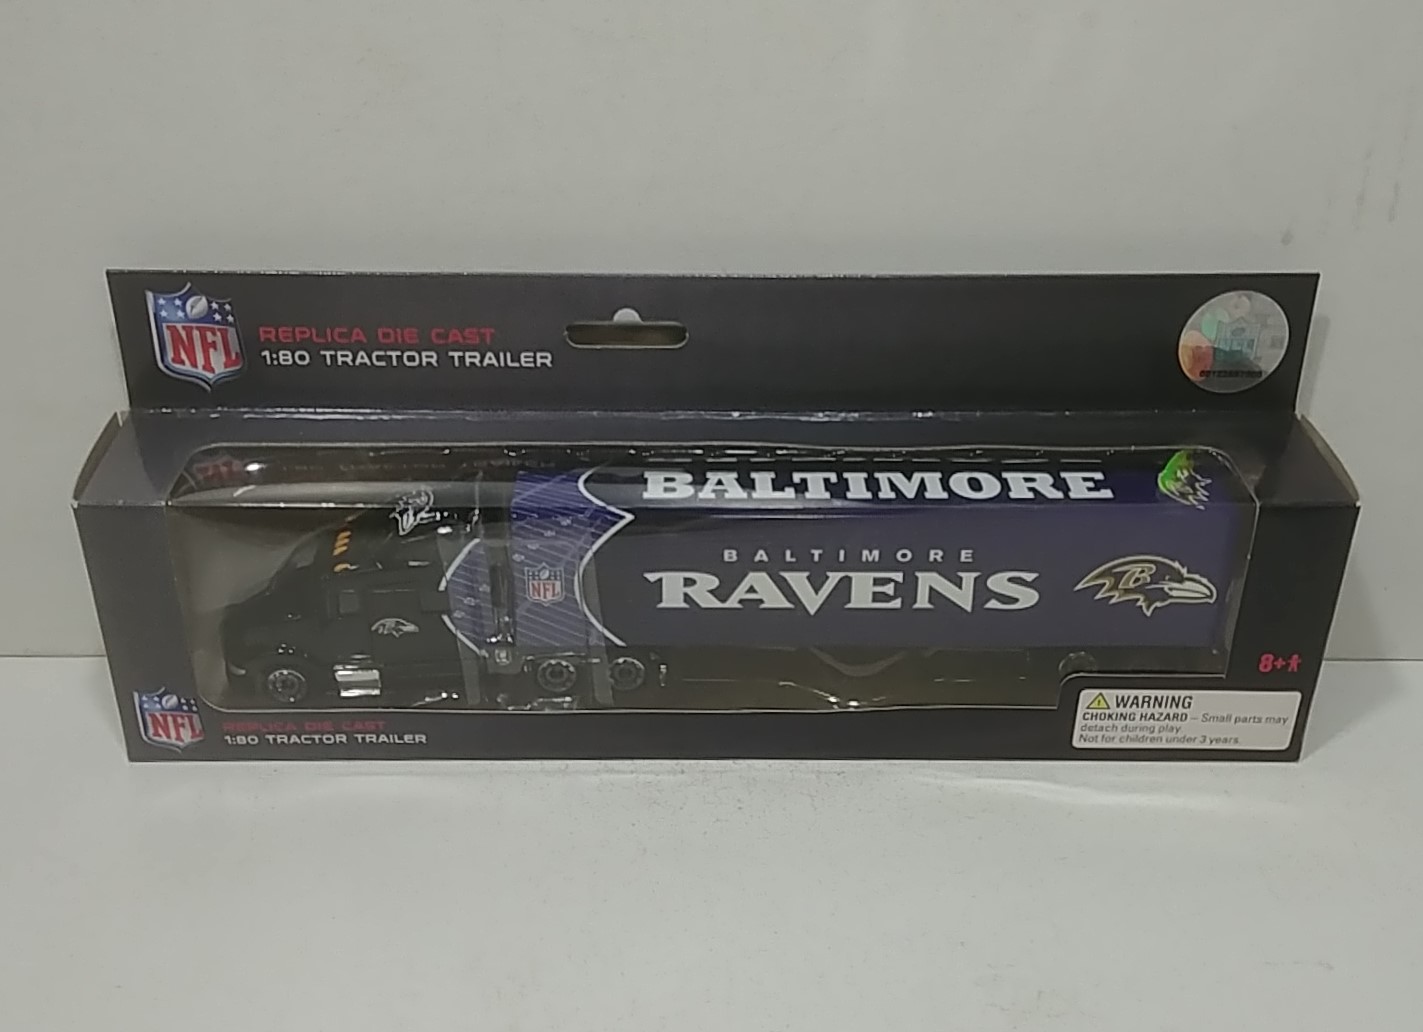 NFL
REPLICA DIE CAST
1:80 TRACTOR TRAILER
BALTIMORE
BALTIMORE
RAVENS
B
NFL
8+
NFL
REPLICA DIE CAST
1:80 TRACTOR TRAILER
WARNING
CHOKING HAZARD – Small parts may
detach during play.
Not for children under 3 years.